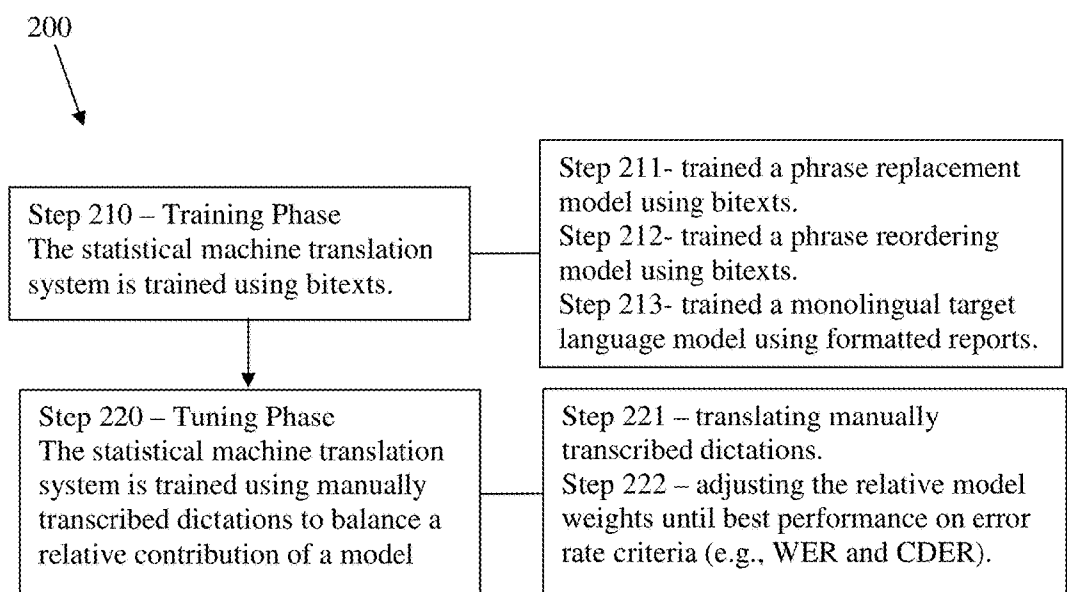 200
Step 210 – Training Phase
The statistical machine translation
system is trained using bitexts.
Step 211- trained a phrase replacement
model using bitexts.
Step 212- trained a phrase reordering
model using bitexts.
Step 213- trained a monolingual target
language model using formatted reports.
Step 220 – Tuning Phase
The statistical machine translation
system is trained using manually
transcribed dictations to balance a
relative contribution of a model
Step 221 – translating manually
transcribed dictations.
Step 222 – adjusting the relative model
weights until best performance on error
rate criteria (e.g., WER and CDER).